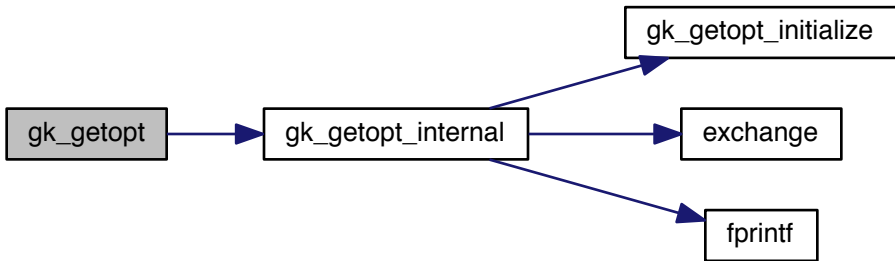 gk_getopt_initialize
gk_getopt
gk_getopt_internal
exchange
fprintf